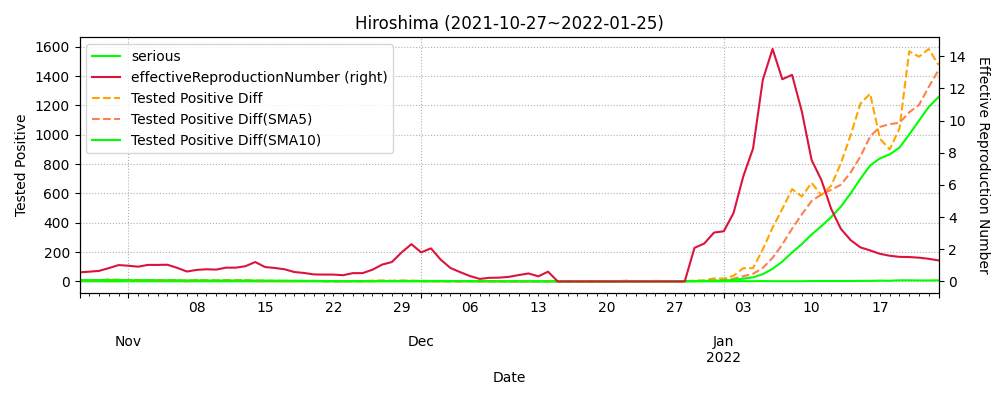 Hiroshima (2021-10-27~2022-01-25)
serious
effectiveReproductionNumber (right)
Tested Positive Diff
Tested Positive Diff(SMA5)
Tested Positive Diff(SMA10)
Tested Positive
1600
1400
1200
1000
800
600
400
200
0
14
12
10
8
6
4
2
0
Effective Reproduction Number
08 15 22 29 06 13 20 27 03 10 17
Nov Dec Jan
2022
Date